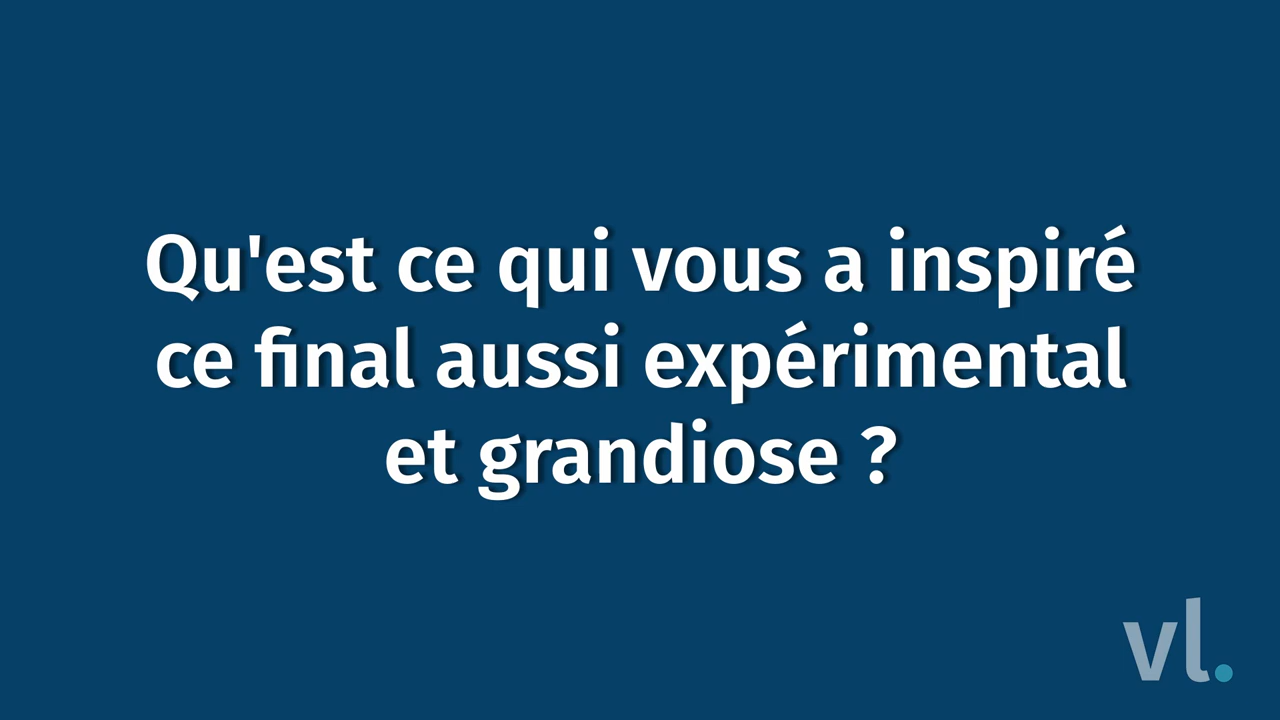 Qu'est ce qui vous a inspiré
ce final aussi expérimental
et grandiose ?
vl.